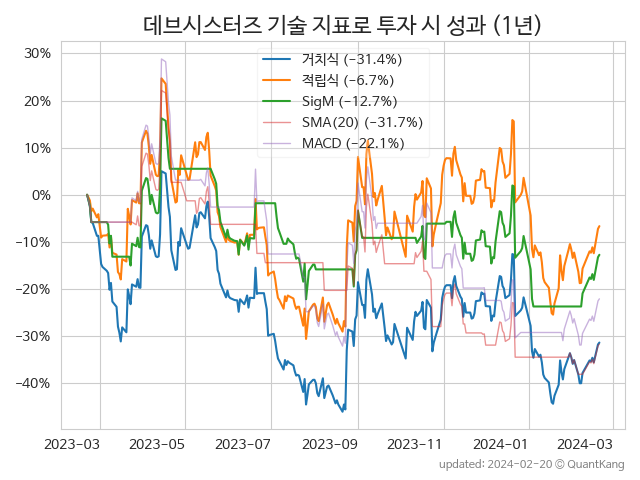 데브시스터즈 기술 지표로 투자 시 성과 (1년)
거치식 (−31.4%)
적립식 (−6.7%)
SigM (−12.7%)
SMA(20) (−31.7%)
MACD (−22.1%)
30%
20%
10%
0%
−10%
−20%
−30%
−40%
2023-03 2023-05 2023-07 2023-09 2023-11 2024-01 2024-03
updated: 2024-02-20 © QuantKang